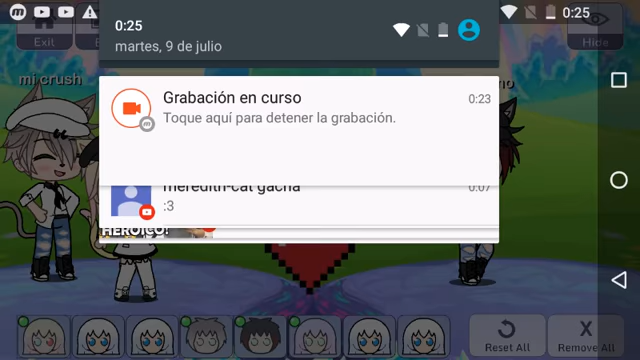 0:25
0:25
martes, 9 de julio
Exit
Hide
mi crush
Grabación en curso
0:23
Toque aquí para detener la grabación.
meredith-cat gacha
0:07
:3
HEROICO!
Reset All
Remove All